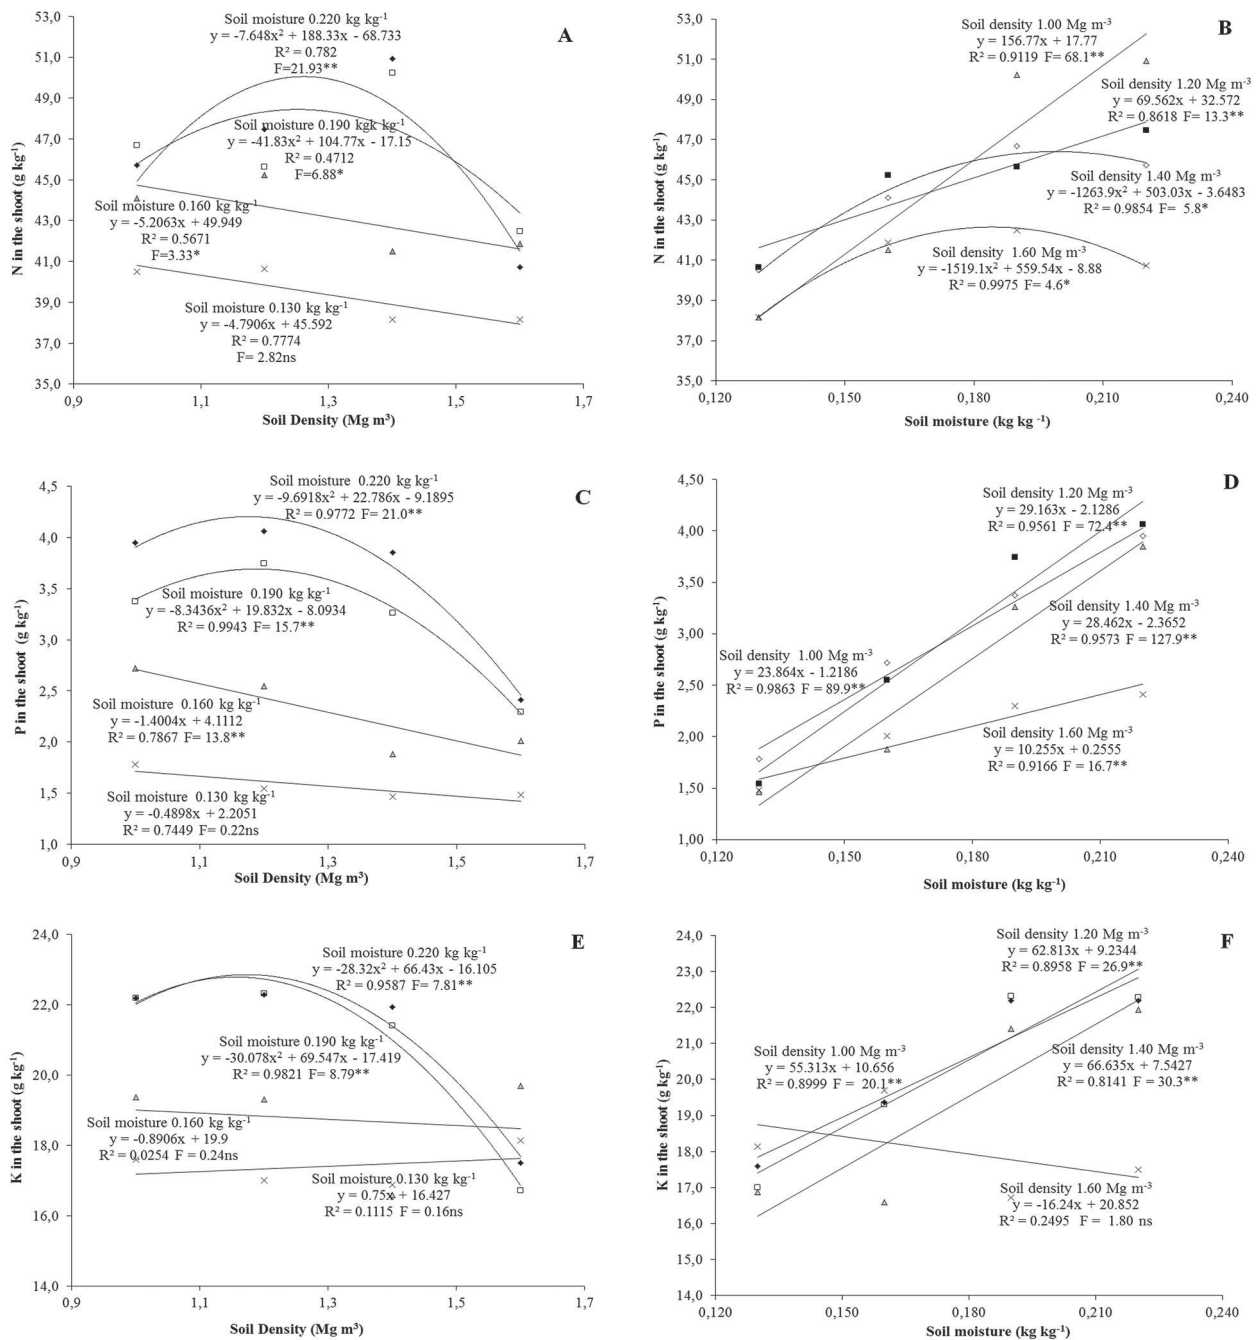 A
Soil moisture 0.220 kg kg-1
y = -7.648x2 + 188.33x - 68.733
R2 = 0.782
F=21.93**
Soil moisture 0.190 kgk kg-1
y = -41.83x2 + 104.77x - 17.15
R2 = 0.4712
F=6.88*
Soil moisture 0.160 kg kg-1
y = -5.2063x + 49.949
R2 = 0.5671
F=3.33*
Soil moisture 0.130 kg kg-1
y = -4.7906x + 45.592
R2 = 0.7774
F= 2.82ns
N in the shoot (g kg-1)
53,0
51,0
49,0
47,0
45,0
43,0
41,0
39,0
37,0
35,0
0,9 1,1 1,3 1,5 1,7
Soil Density (Mg m3)
B
Soil density 1.00 Mg m-3
y = 156.77x + 17.77
R2 = 0.9119 F= 68.1**
Soil density 1.20 Mg m-3
y = 69.562x + 32.572
R2 = 0.8618 F= 13.3**
Soil density 1.40 Mg m-3
y = -1263.9x2 + 503.03x - 3.6483
R2 = 0.9854 F= 5.8*
Soil density 1.60 Mg m-3
y = -1519.1x2 + 559.54x - 8.88
R2 = 0.9975 F= 4.6*
N in the shoot (g kg-1)
53,0
51,0
49,0
47,0
45,0
43,0
41,0
39,0
37,0
35,0
0,120 0,150 0,180 0,210 0,240
Soil moisture (kg kg -1)
C
Soil moisture 0.220 kg kg-1
y = -9.6918x2 + 22.786x - 9.1895
R2 = 0.9772 F= 21.0**
Soil moisture 0.190 kg kg-1
y = -8.3436x2 + 19.832x - 8.0934
R2 = 0.9943 F= 15.7**
Soil moisture 0.160 kg kg-1
y = -1.4004x + 4.1112
R2 = 0.7867 F= 13.8**
Soil moisture 0.130 kg kg-1
y = -0.4898x + 2.2051
R2 = 0.7449 F= 0.22ns
P in the shoot (g kg-1)
4,5
4,0
3,5
3,0
2,5
2,0
1,5
1,0
0,9 1,1 1,3 1,5 1,7
Soil Density (Mg m3)
D
Soil density 1.20 Mg m-3
y = 29.163x - 2.1286
R2 = 0.9561 F = 72.4**
Soil density 1.40 Mg m-3
y = 28.462x - 2.3652
R2 = 0.9573 F = 127.9**
Soil density 1.00 Mg m-3
y = 23.864x - 1.2186
R2 = 0.9863 F= 89.9**
Soil density 1.60 Mg m-3
y = 10.255x + 0.2555
R2 = 0.9166 F = 16.7**
P in the shoot (g kg-1)
4,50
4,00
3,50
3,00
2,50
2,00
1,50
1,00
0,120 0,150 0,180 0,210 0,240
Soil moisture (kg kg-1)
E
Soil moisture 0.220 kg kg-1
y = -28.32x2 + 66.43x - 16.105
R2 = 0.9587 F= 7.81**
Soil moisture 0.190 kg kg-1
y = -30.078x2 + 69.547x - 17.419
R2 = 0.9821 F= 8.79**
Soil moisture 0.160 kg kg-1
y = -0.8906x + 19.9
R2 = 0.0254 F = 0.24ns
Soil moisture 0.130 kg kg-1
y = 0.75x + 16.427
R2 = 0.1115 F = 0.16ns
K in the shoot (g kg-1)
24,0
22,0
20,0
18,0
16,0
14,0
0,9 1,1 1,3 1,5 1,7
Soil Density (Mg m3)
F
Soil density 1.20 Mg m-3
y = 62.813x + 9.2344
R2 = 0.8958 F = 26.9**
Soil density 1.00 Mg m-3
y = 55.313x + 10.656
R2 = 0.8999 F = 20.1**
Soil density 1.40 Mg m-3
y = 66.635x + 7.5427
R2 = 0.8141 F = 30.3**
Soil density 1.60 Mg m-3
y = -16.24x + 20.852
R2 = 0.2495 F = 1.80 ns
K in the shoot (g kg-1)
24,0
23,0
22,0
21,0
20,0
19,0
18,0
17,0
16,0
15,0
14,0
0,120 0,150 0,180 0,210 0,240
Soil moisture (kg kg-1)